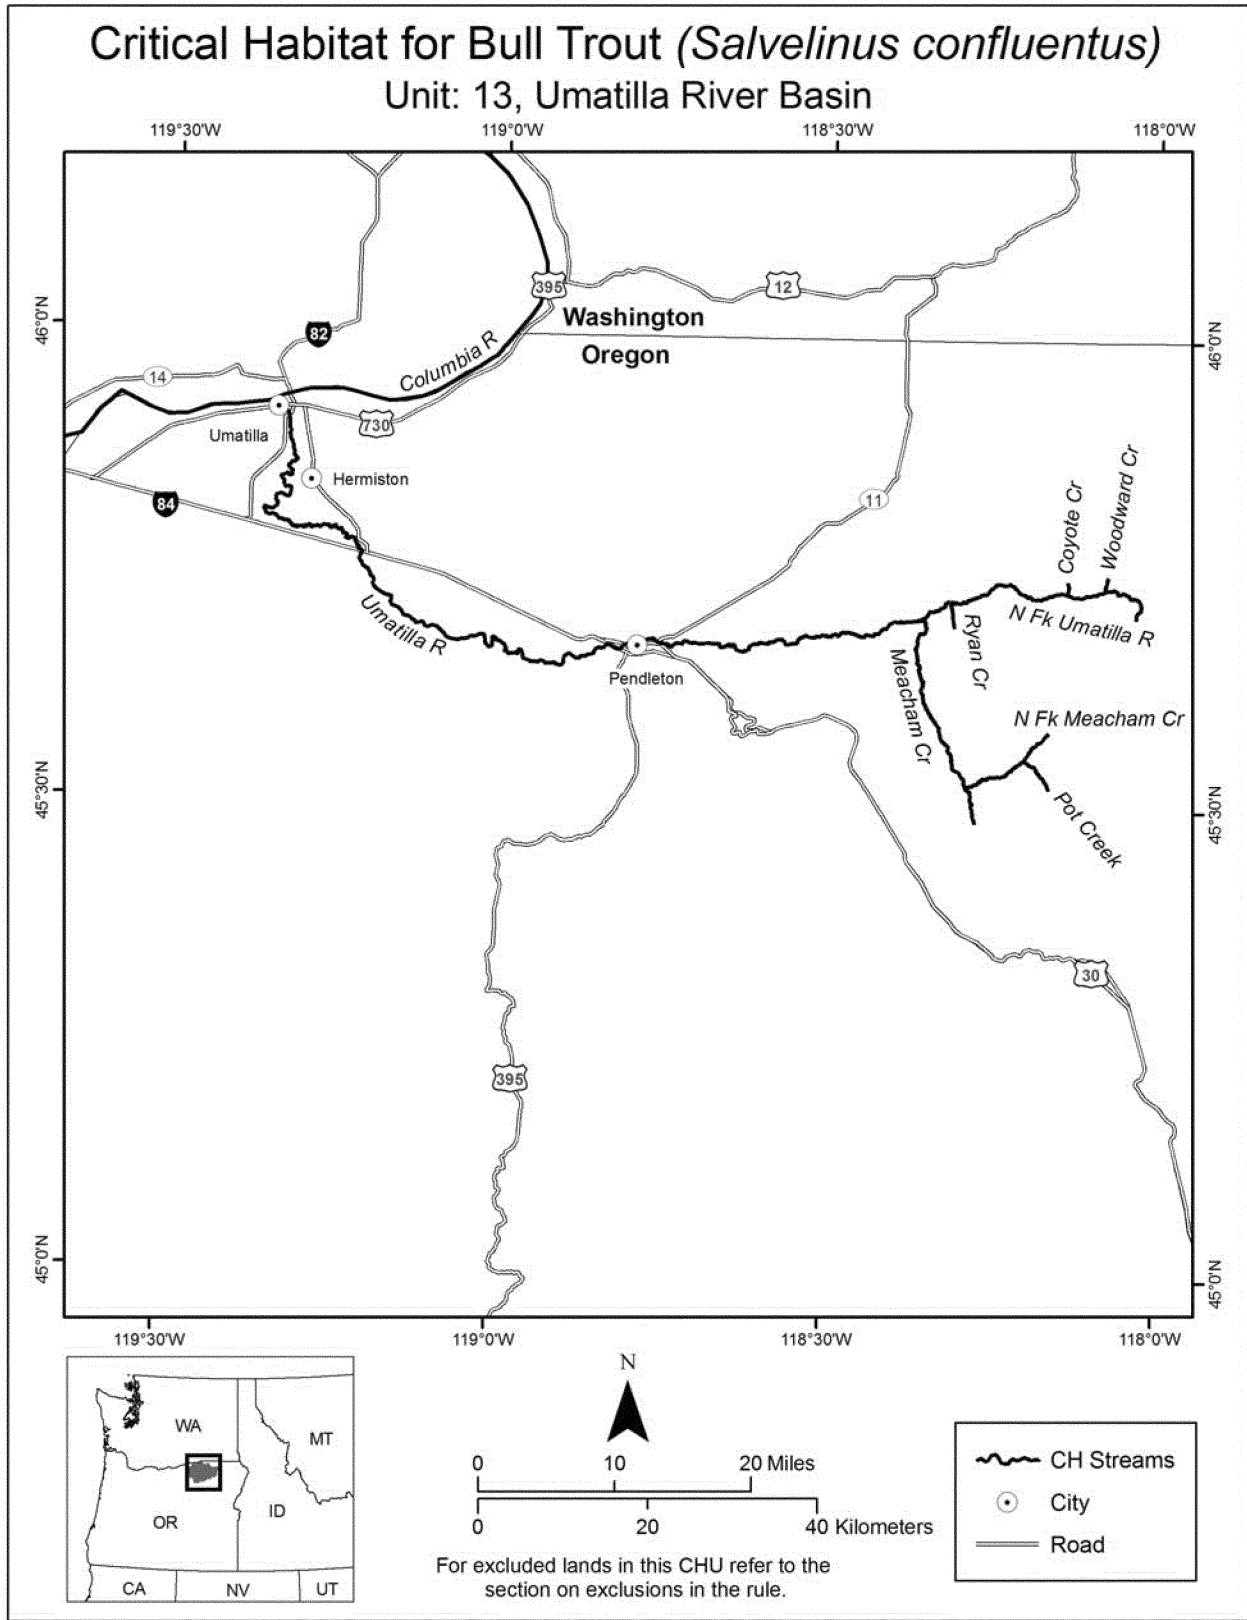 Critical Habitat for Bull Trout (Salvelinus confluentus)
Unit: 13, Umatilla River Basin
119°30'W
119°0'W
118°30'W
118°0'W
46°0'N
46°0'N
395
12
82
Washington
Oregon
Columbia R
14
730
Umatilla
Hermiston
84
11
Coyote Cr
Woodward Cr
Umatilla R
N Fk Umatilla R
Ryan Cr
Pendleton
Meacham Cr
N Fk Meacham Cr
Pot Creek
45°30'N
45°30'N
30
395
45°0'N
45°0'N
119°30'W
119°0'W
118°30'W
118°0'W
WA
MT
OR
ID
CA
NV
UT
N
0
10
20 Miles
0
20
40 Kilometers
For excluded lands in this CHU refer to the
section on exclusions in the rule.
CH Streams
City
Road